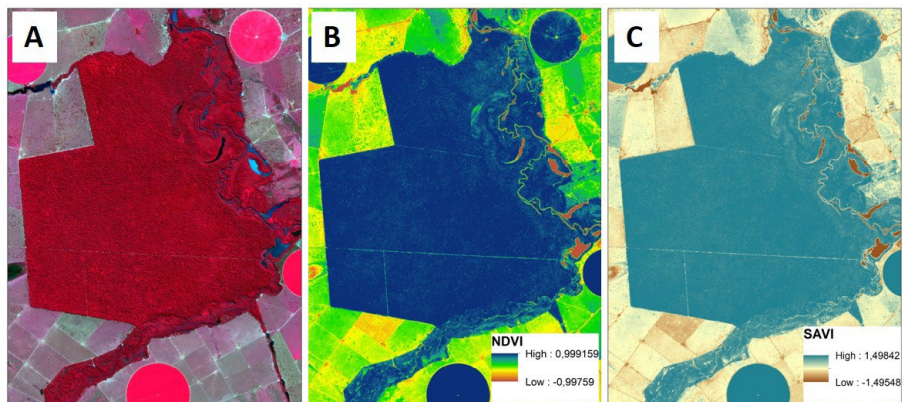 A
B
C
NDVI
High : 0,999159
Low : -0,99759
SAVI
High : 1,49842
Low : -1,49548